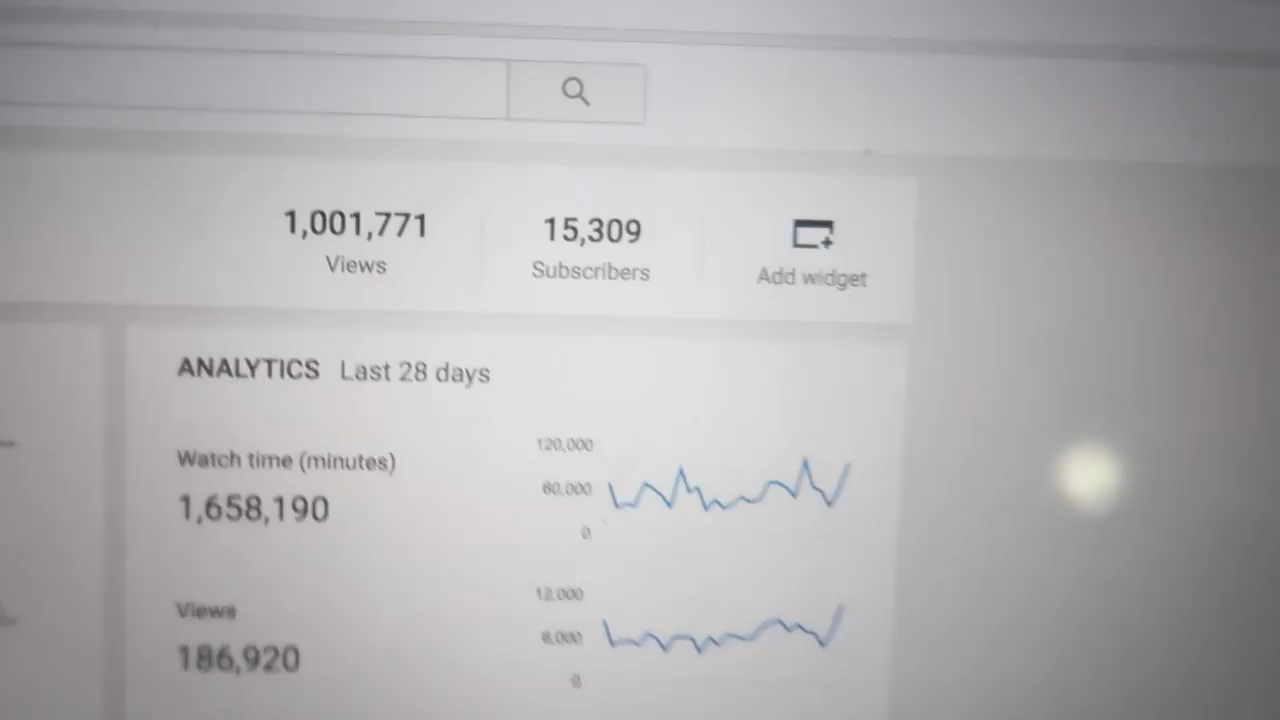 1,001,771
Views
15,309
Subscribers
Add widget
ANALYTICS Last 28 days
Watch time (minutes)
1,658,190
120,000
60,000
0
Views
186,920
12,000
6,000
0